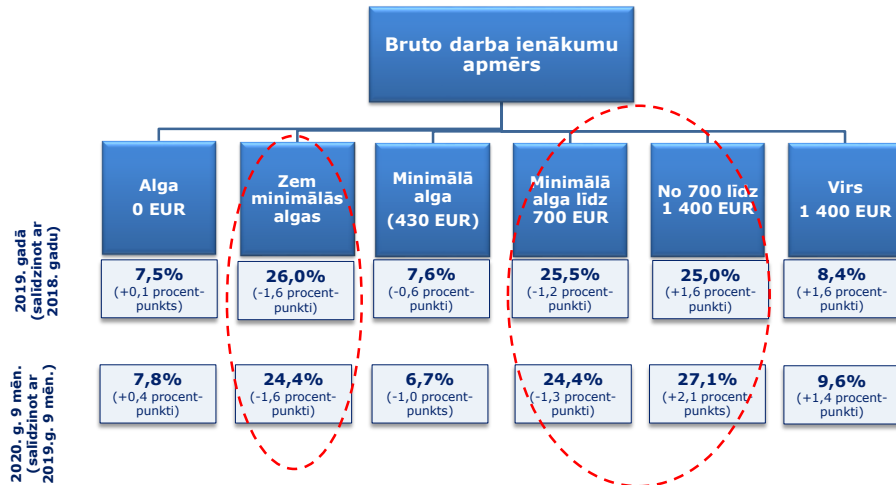 Bruto darba ienākumu
apmērs
Alga
0 EUR
Zem
minimālās
algas
Minimālā
alga
(430 EUR)
Minimālā
alga līdz
700 EUR
No 700 līdz
1 400 EUR
Virs
1 400 EUR
2019. gadā
(salīdzinot ar
2018. gadu)
7,5%
(+0,1 procent-
punkts)
26,0%
(-1,6 procent-
punkti)
7,6%
(-0,6 procent-
punkti)
25,5%
(-1,2 procent-
punkti)
25,0%
(+1,6 procent-
punkti)
8,4%
(+1,6 procent-
punkti)
2020. g. 9 mēn.
(salīdzinot ar
2019.g. 9 mēn.)
7,8%
(+0,4 procent-
punkti)
24,4%
(-1,6 procent-
punkti)
6,7%
(-1,0 procent-
punkts)
24,4%
(-1,3 procent-
punkti)
27,1%
(+2,1 procent-
punkts)
9,6%
(+1,4 procent-
punkti)